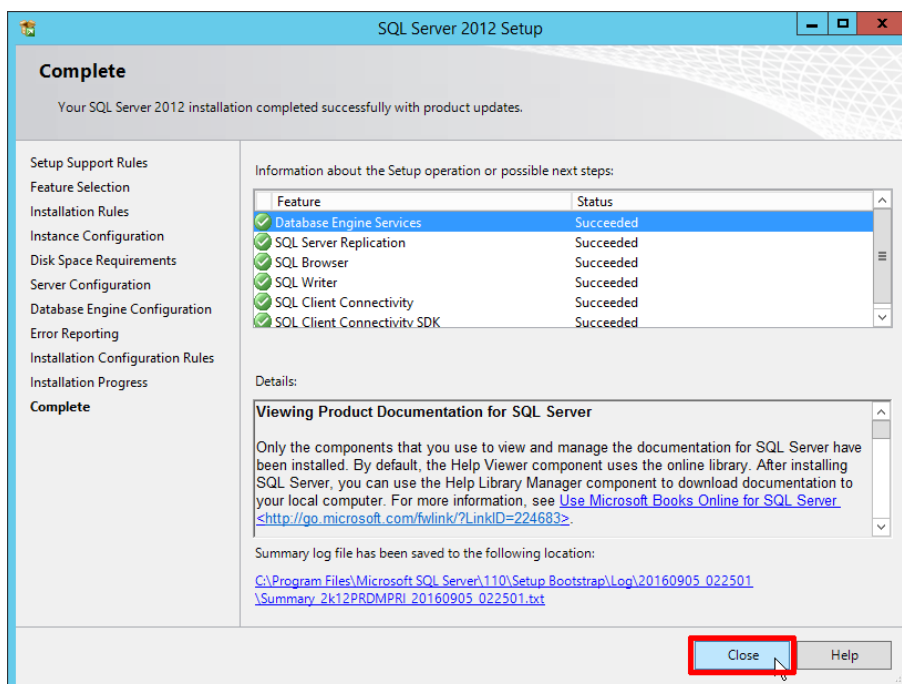 SQL Server 2012 Setup
Complete
Your SQL Server 2012 installation completed successfully with product updates.
Setup Support Rules
Feature Selection
Installation Rules
Instance Configuration
Disk Space Requirements
Server Configuration
Database Engine Configuration
Error Reporting
Installation Configuration Rules
Installation Progress
Complete
Information about the Setup operation or possible next steps:
Feature Status
Database Engine Services Succeeded
SQL Server Replication Succeeded
SQL Browser Succeeded
SQL Writer Succeeded
SQL Client Connectivity Succeeded
SQL Client Connectivity SDK Succeeded
Details:
Viewing Product Documentation for SQL Server
Only the components that you use to view and manage the documentation for SQL Server have
been installed. By default, the Help Viewer component uses the online library. After installing
SQL Server, you can use the Help Library Manager component to download documentation to
your local computer. For more information, see Use Microsoft Books Online for SQL Server
<http://go.microsoft.com/fwlink/?LinkID=224683>.
Summary log file has been saved to the following location:
C:\Program Files\Microsoft SQL Server\110\Setup Bootstrap\Log\20160905_022501
\Summary_2k12PRDMPRI_20160905_022501.txt
Close Help